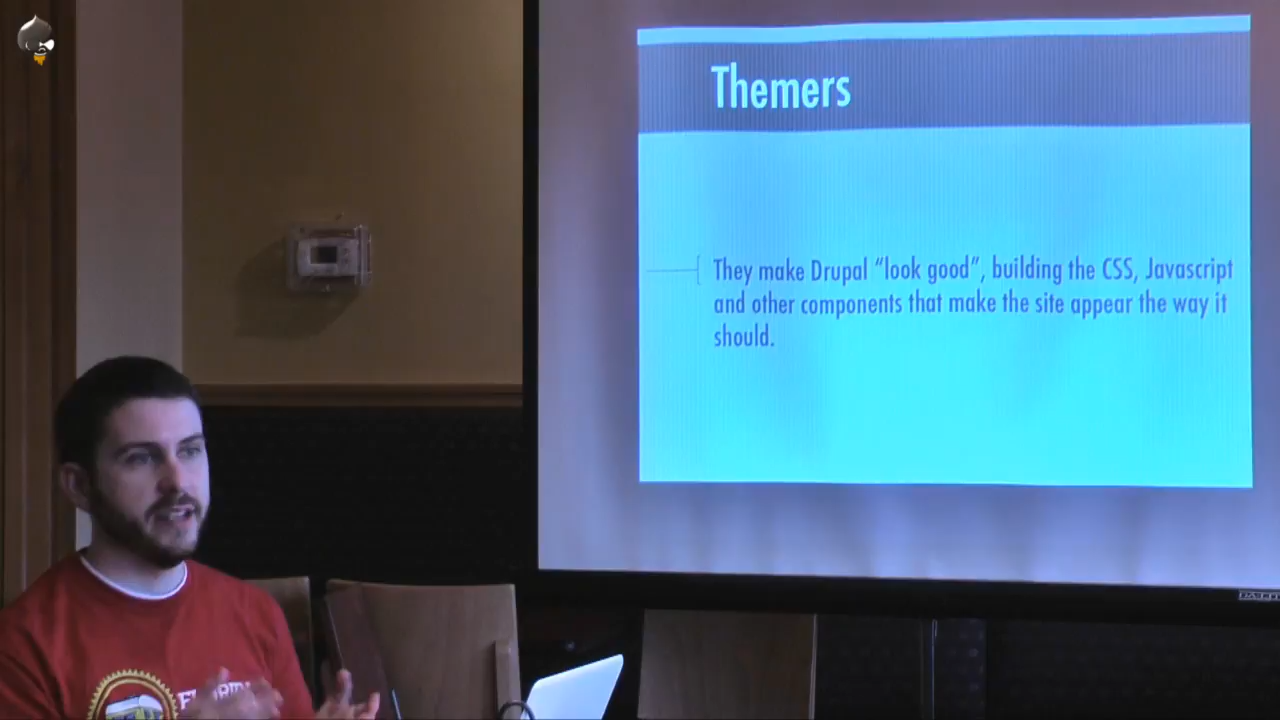 Themers
They make Drupal “look good”, building the CSS, Javascript
and other components that make the site appear the way it
should.